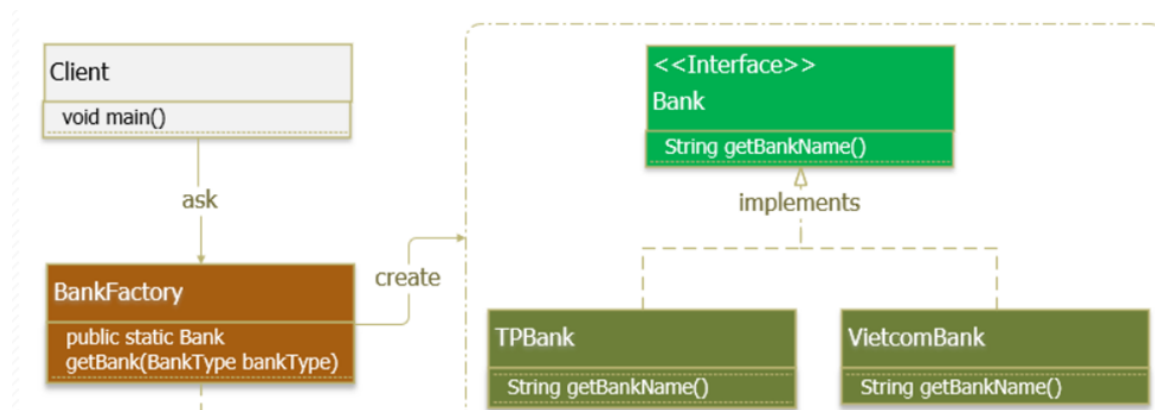 Client
void main()
ask
BankFactory
public static Bank
getBank(BankType bankType)
create
<<Interface>>
Bank
String getBankName()
implements
TPBank
String getBankName()
VietcomBank
String getBankName()